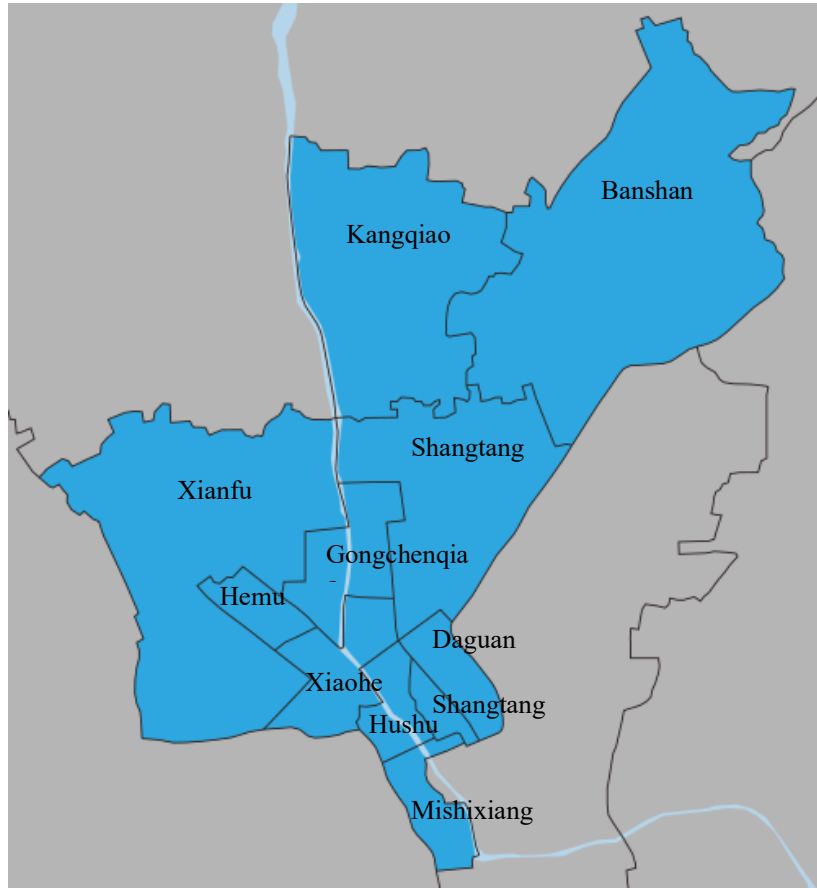 Banshan
Kangqiao
Shangtang
Xianfu
Gongchenqia
Hemu
Daguan
Xiaohe
Shangtang
Hushu
Mishixiang